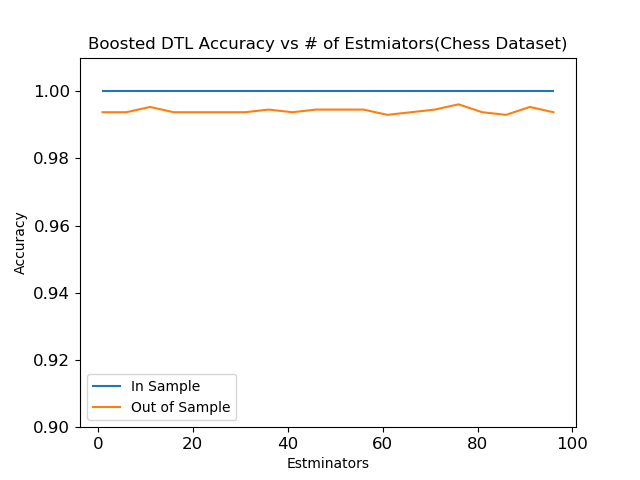 Boosted DTL Accuracy vs # of Estmiators(Chess Dataset)
1.00
0.98
0.96
0.94
0.92
0.90
Accuracy
In Sample
Out of Sample
0 20 40 60 80 100
Estminators